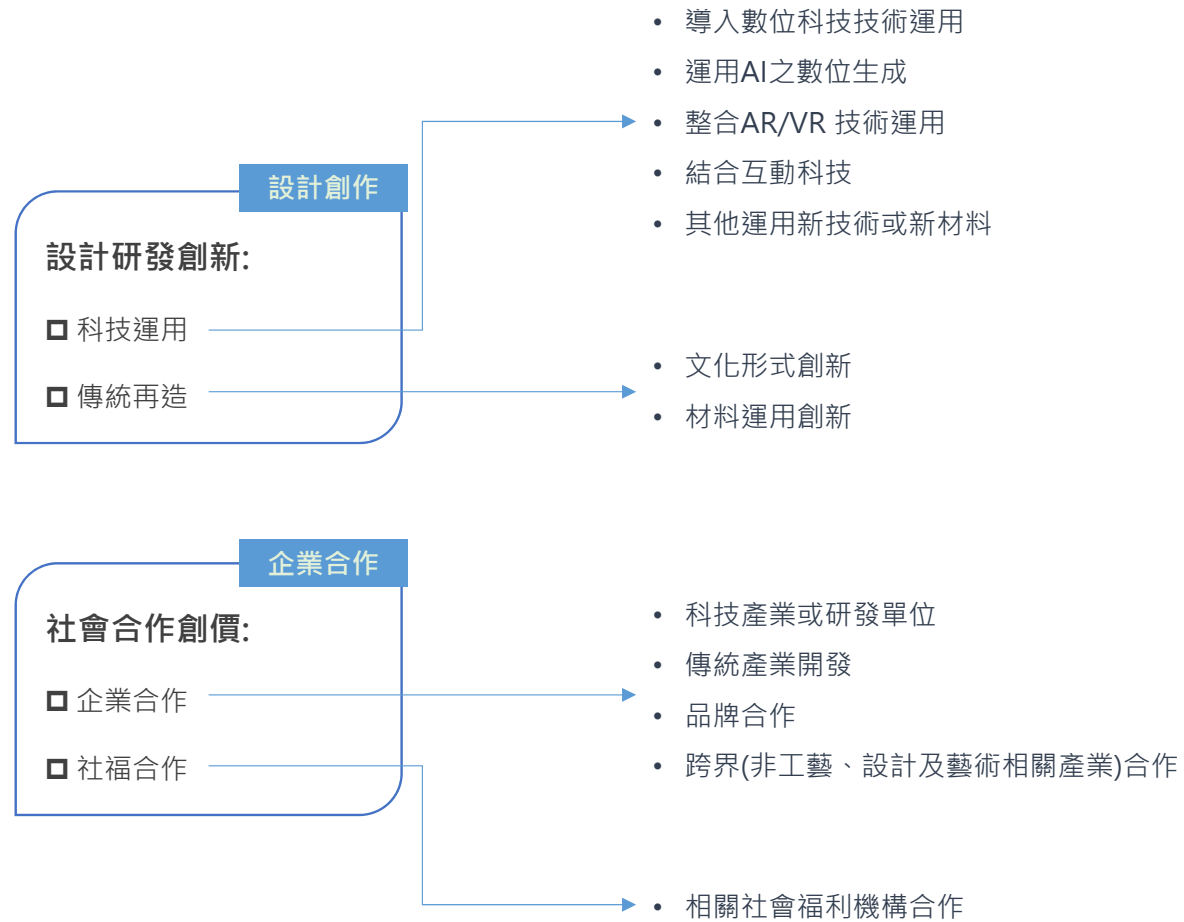 導入數位科技技術運用
運用AI之數位生成
整合AR/VR 技術運用
結合互動科技
其他運用新技術或新材料
設計創作
設計研發創新:
科技運用
傳統再造
文化形式創新
材料運用創新
企業合作
社會合作創價:
企業合作
社福合作
科技產業或研發單位
傳統產業開發
品牌合作
跨界(非工藝、設計及藝術相關產業)合作
相關社會福利機構合作